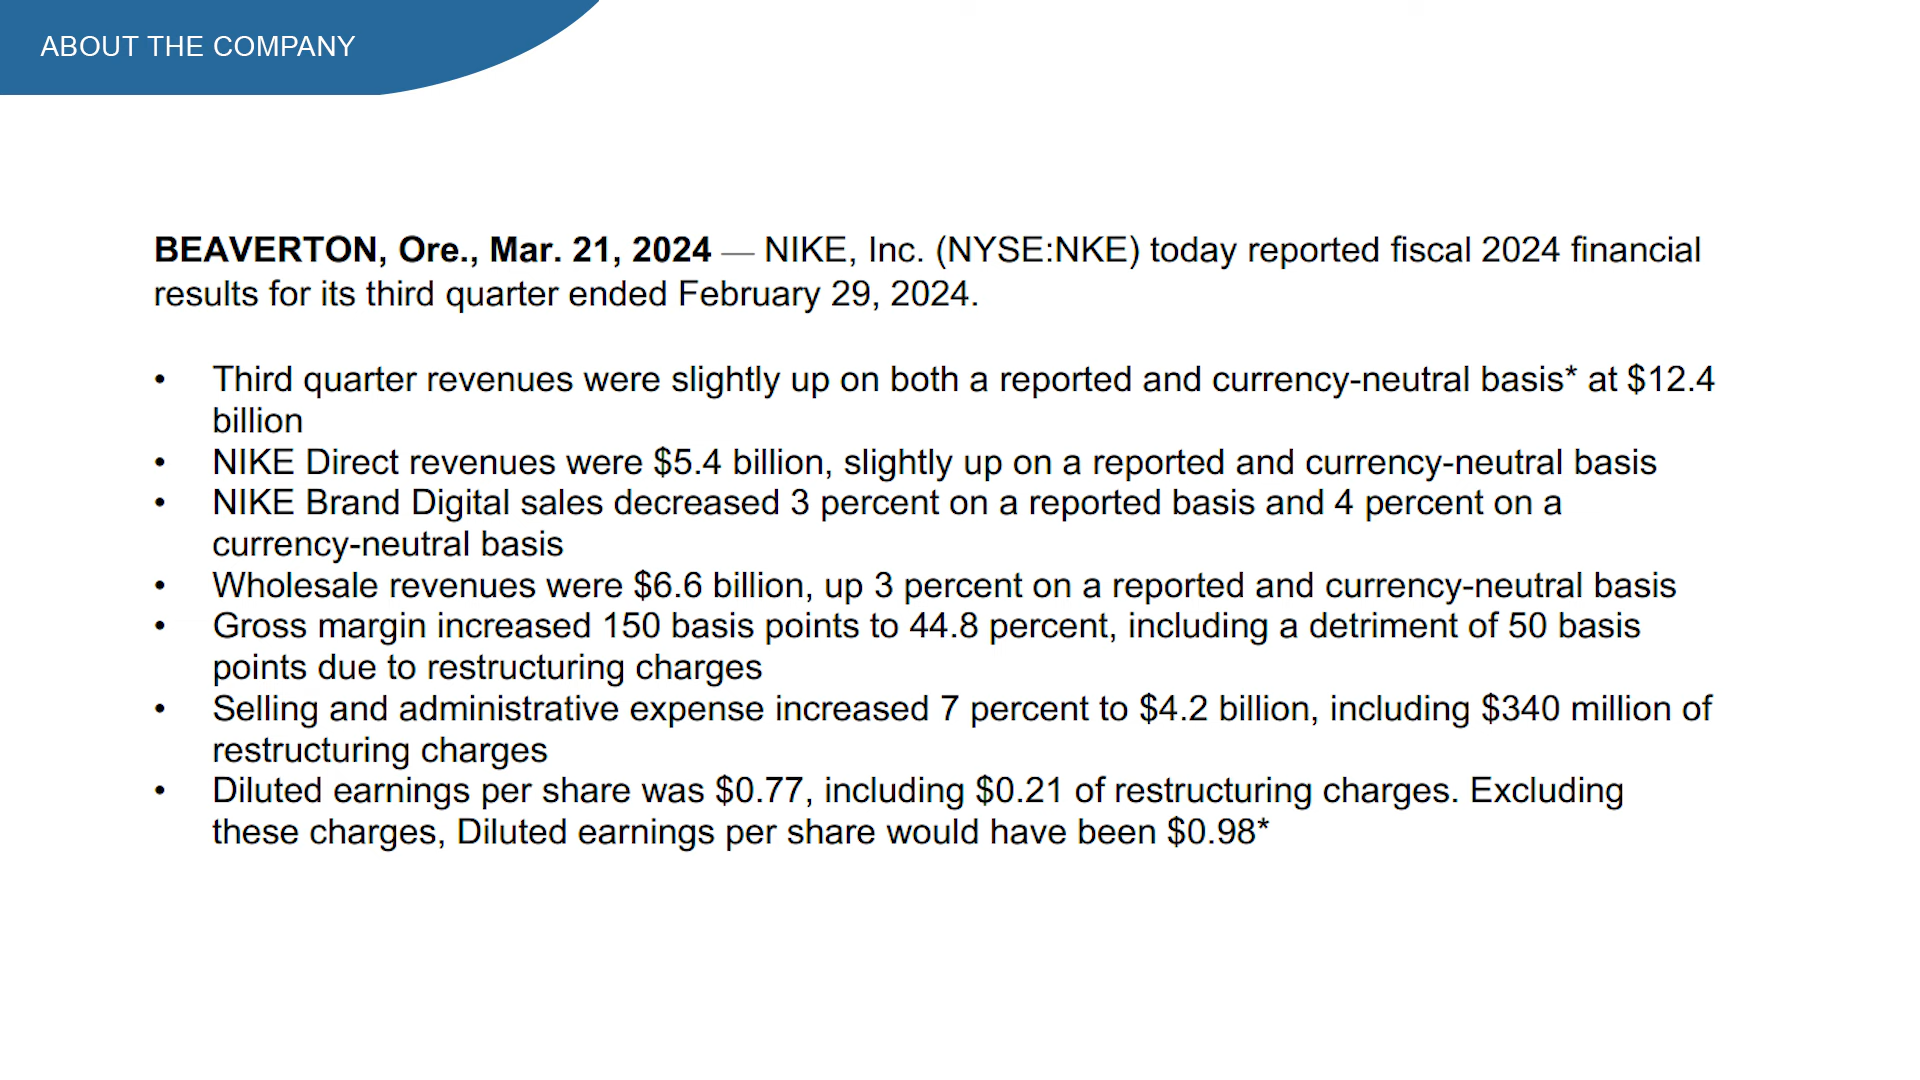 ABOUT THE COMPANY
BEAVERTON, Ore., Mar. 21, 2024 — NIKE, Inc. (NYSE:NKE) today reported fiscal 2024 financial
results for its third quarter ended February 29, 2024.
• Third quarter revenues were slightly up on both a reported and currency-neutral basis* at $12.4
billion
• NIKE Direct revenues were $5.4 billion, slightly up on a reported and currency-neutral basis
• NIKE Brand Digital sales decreased 3 percent on a reported basis and 4 percent on a
currency-neutral basis
• Wholesale revenues were $6.6 billion, up 3 percent on a reported and currency-neutral basis
• Gross margin increased 150 basis points to 44.8 percent, including a detriment of 50 basis
points due to restructuring charges
• Selling and administrative expense increased 7 percent to $4.2 billion, including $340 million of
restructuring charges
• Diluted earnings per share was $0.77, including $0.21 of restructuring charges. Excluding
these charges, Diluted earnings per share would have been $0.98*